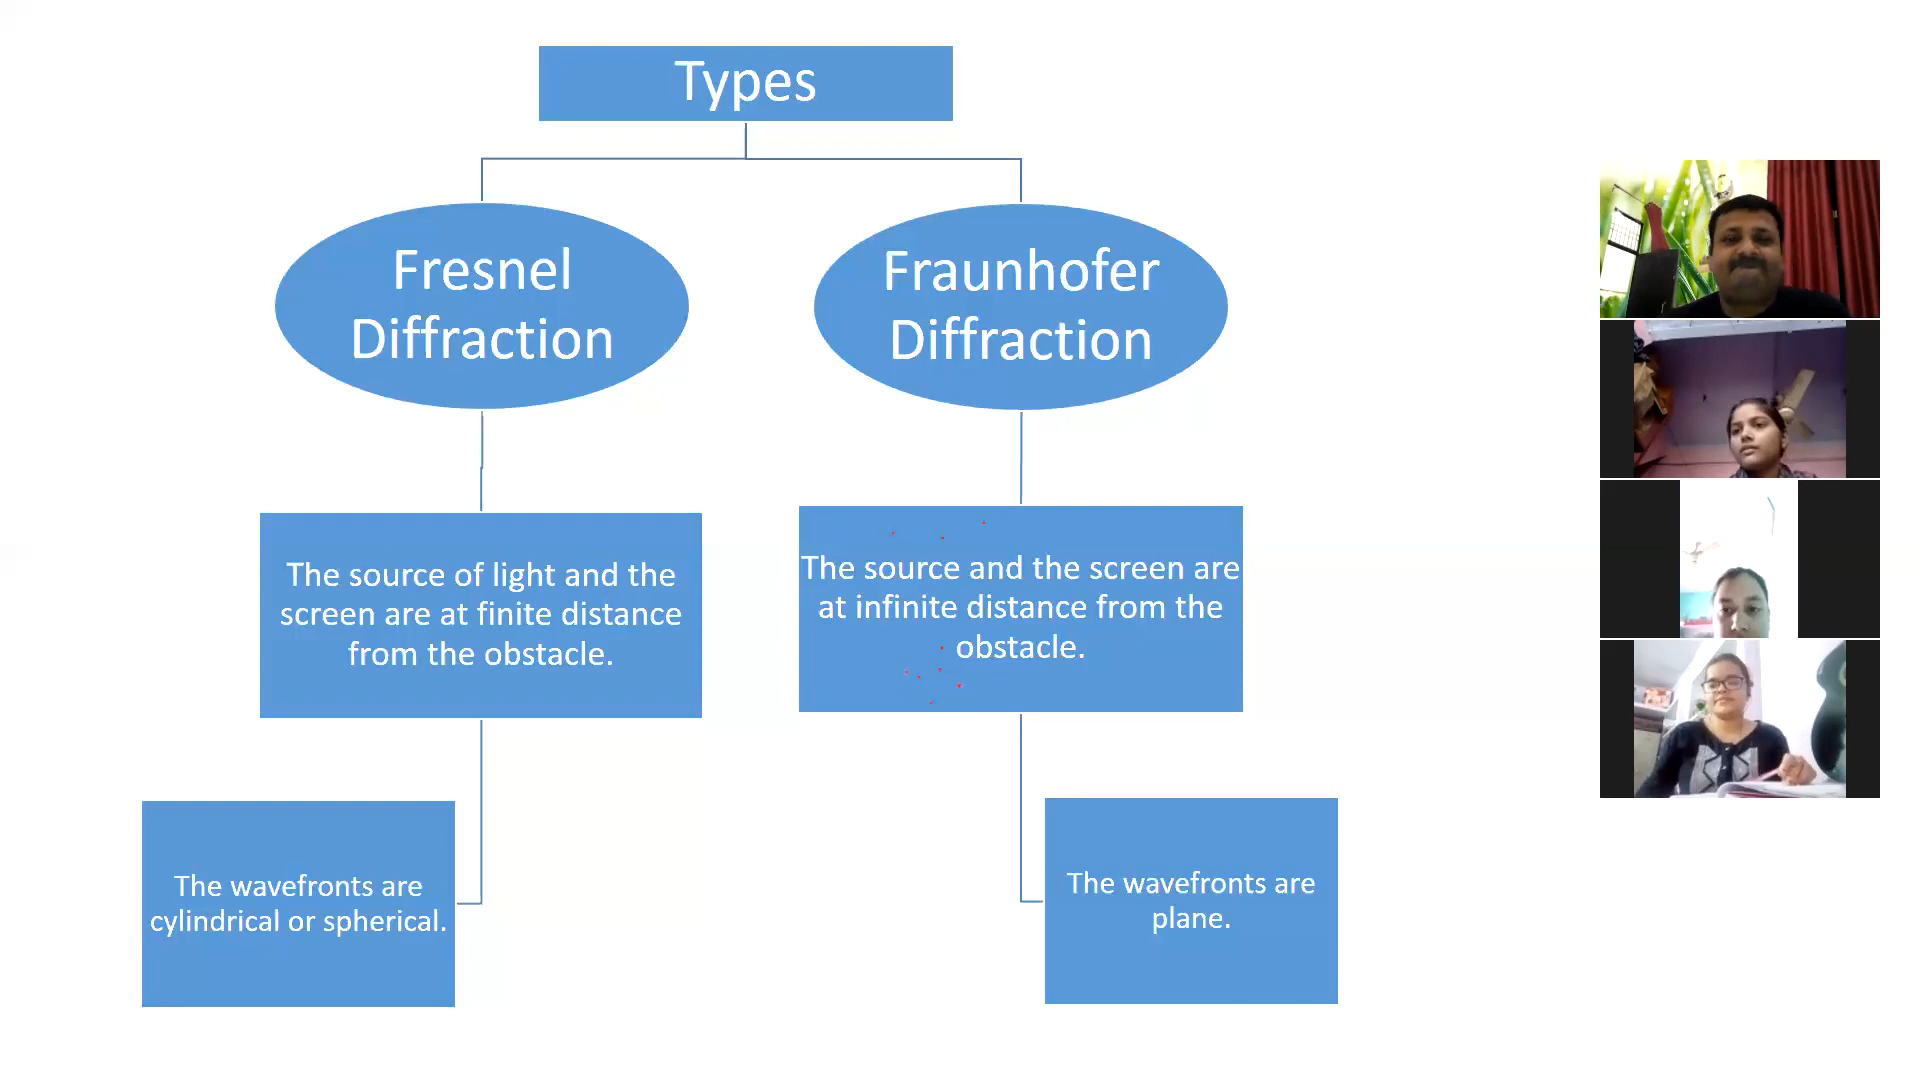 Types
Fresnel
Diffraction
Fraunhofer
Diffraction
The source of light and the
screen are at finite distance
from the obstacle.
The source and the screen are
at infinite distance from the
obstacle.
The wavefronts are
cylindrical or spherical.
The wavefronts are
plane.